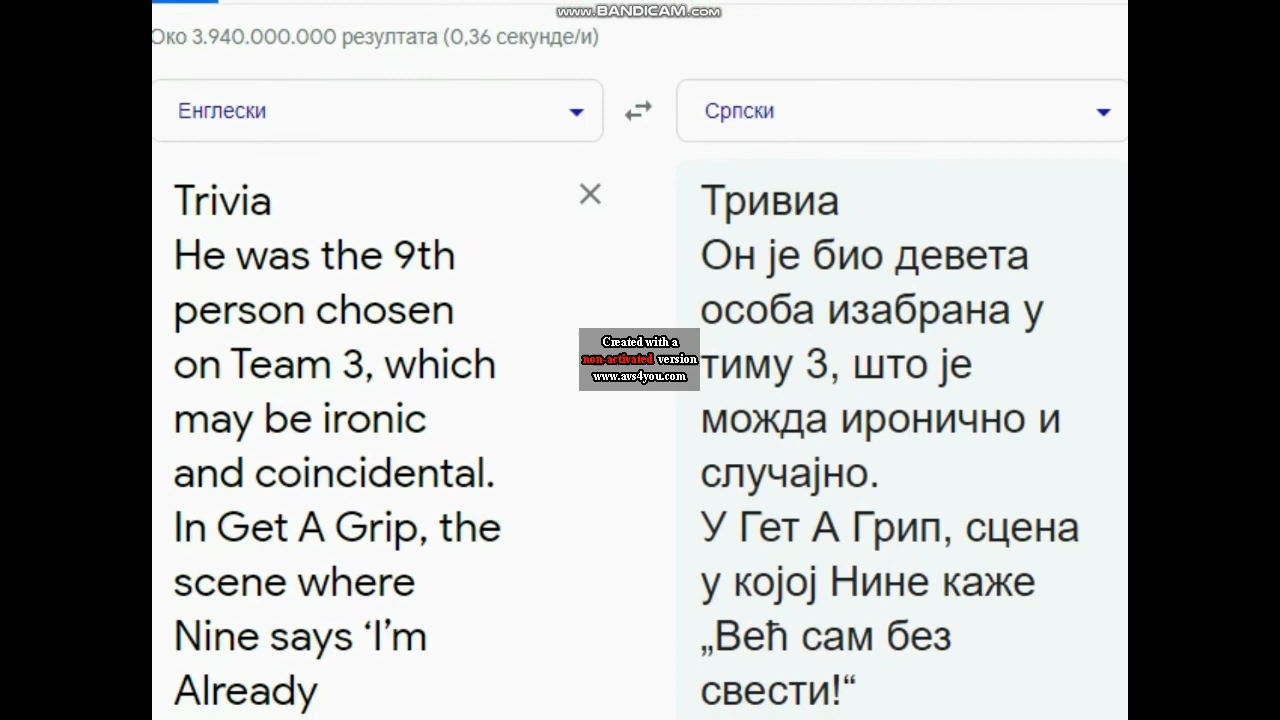 www.BANDICAM.com
Око 3.940.000.000 резултата (0,36 секунде/и)
Енглески
Српски
Trivia
He was the 9th
person chosen
on Team 3, which
may be ironic
and coincidental.
In Get A Grip, the
scene where
Nine says ‘I’m
Already
Тривиа
Он је био девета
особа изабрана у
тиму 3, што је
можда иронично и
случајно.
У Гет А Грип, сцена
у којој Нине каже
„Већ сам без
свести!“
Created with a
non-activated version
www.avs4you.com